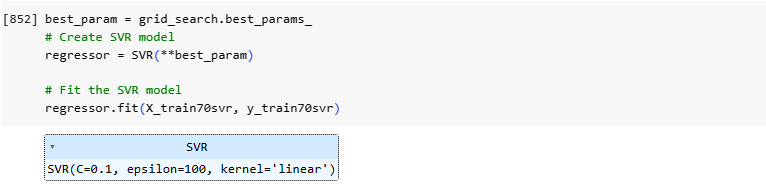 [852] best_param = grid_search.best_params_
# Create SVR model
regressor = SVR(**best_param)
# Fit the SVR model
regressor.fit(X_train70svr, y_train70svr)
SVR
SVR(C=0.1, epsilon=100, kernel='linear')